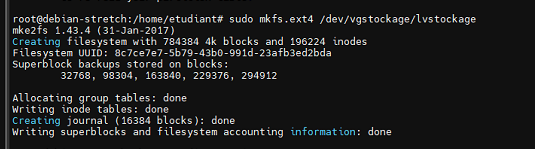 root@debian-stretch:/home/etudiant# sudo mkfs.ext4 /dev/vgstockage/lvstockage
mke2fs 1.43.4 (31-Jan-2017)
Creating filesystem with 784384 4k blocks and 196224 inodes
Filesystem UUID: 8c7ce7e7-5b79-43b0-991d-23afb3ed2bda
Superblock backups stored on blocks:
32768, 98304, 163840, 229376, 294912
Allocating group tables: done
Writing inode tables: done
Creating journal (16384 blocks): done
Writing superblocks and filesystem accounting information: done